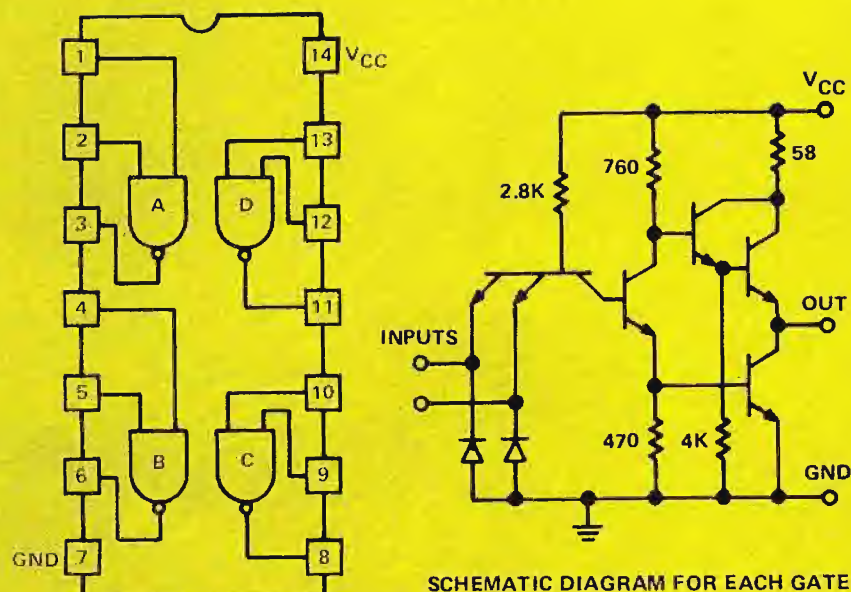 1
14 VCC
2
13
A
D
3
12
4
11
5
10
B
C
6
9
GND 7
8
VCC
58
760
2.8K
INPUTS
OUT
470
4K
GND
SCHEMATIC DIAGRAM FOR EACH GATE